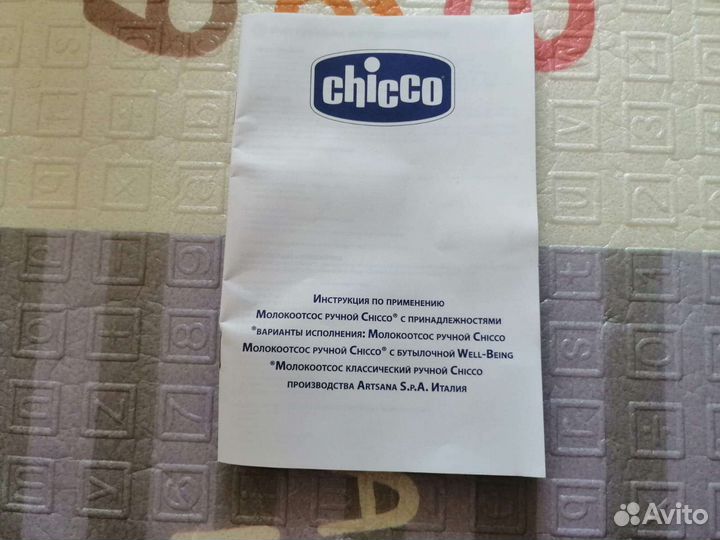 chicco
Инструкция по применению
Молокоотсос ручной Chicco® с принадлежностями
*варианты исполнения: Молокоотсос ручной Chicco
Молокоотсос ручной Chicco® с бутылочной Well-Being
*Молокоотсос классический ручной Chicco
производства Artsana S.p.A. Италия
Avito